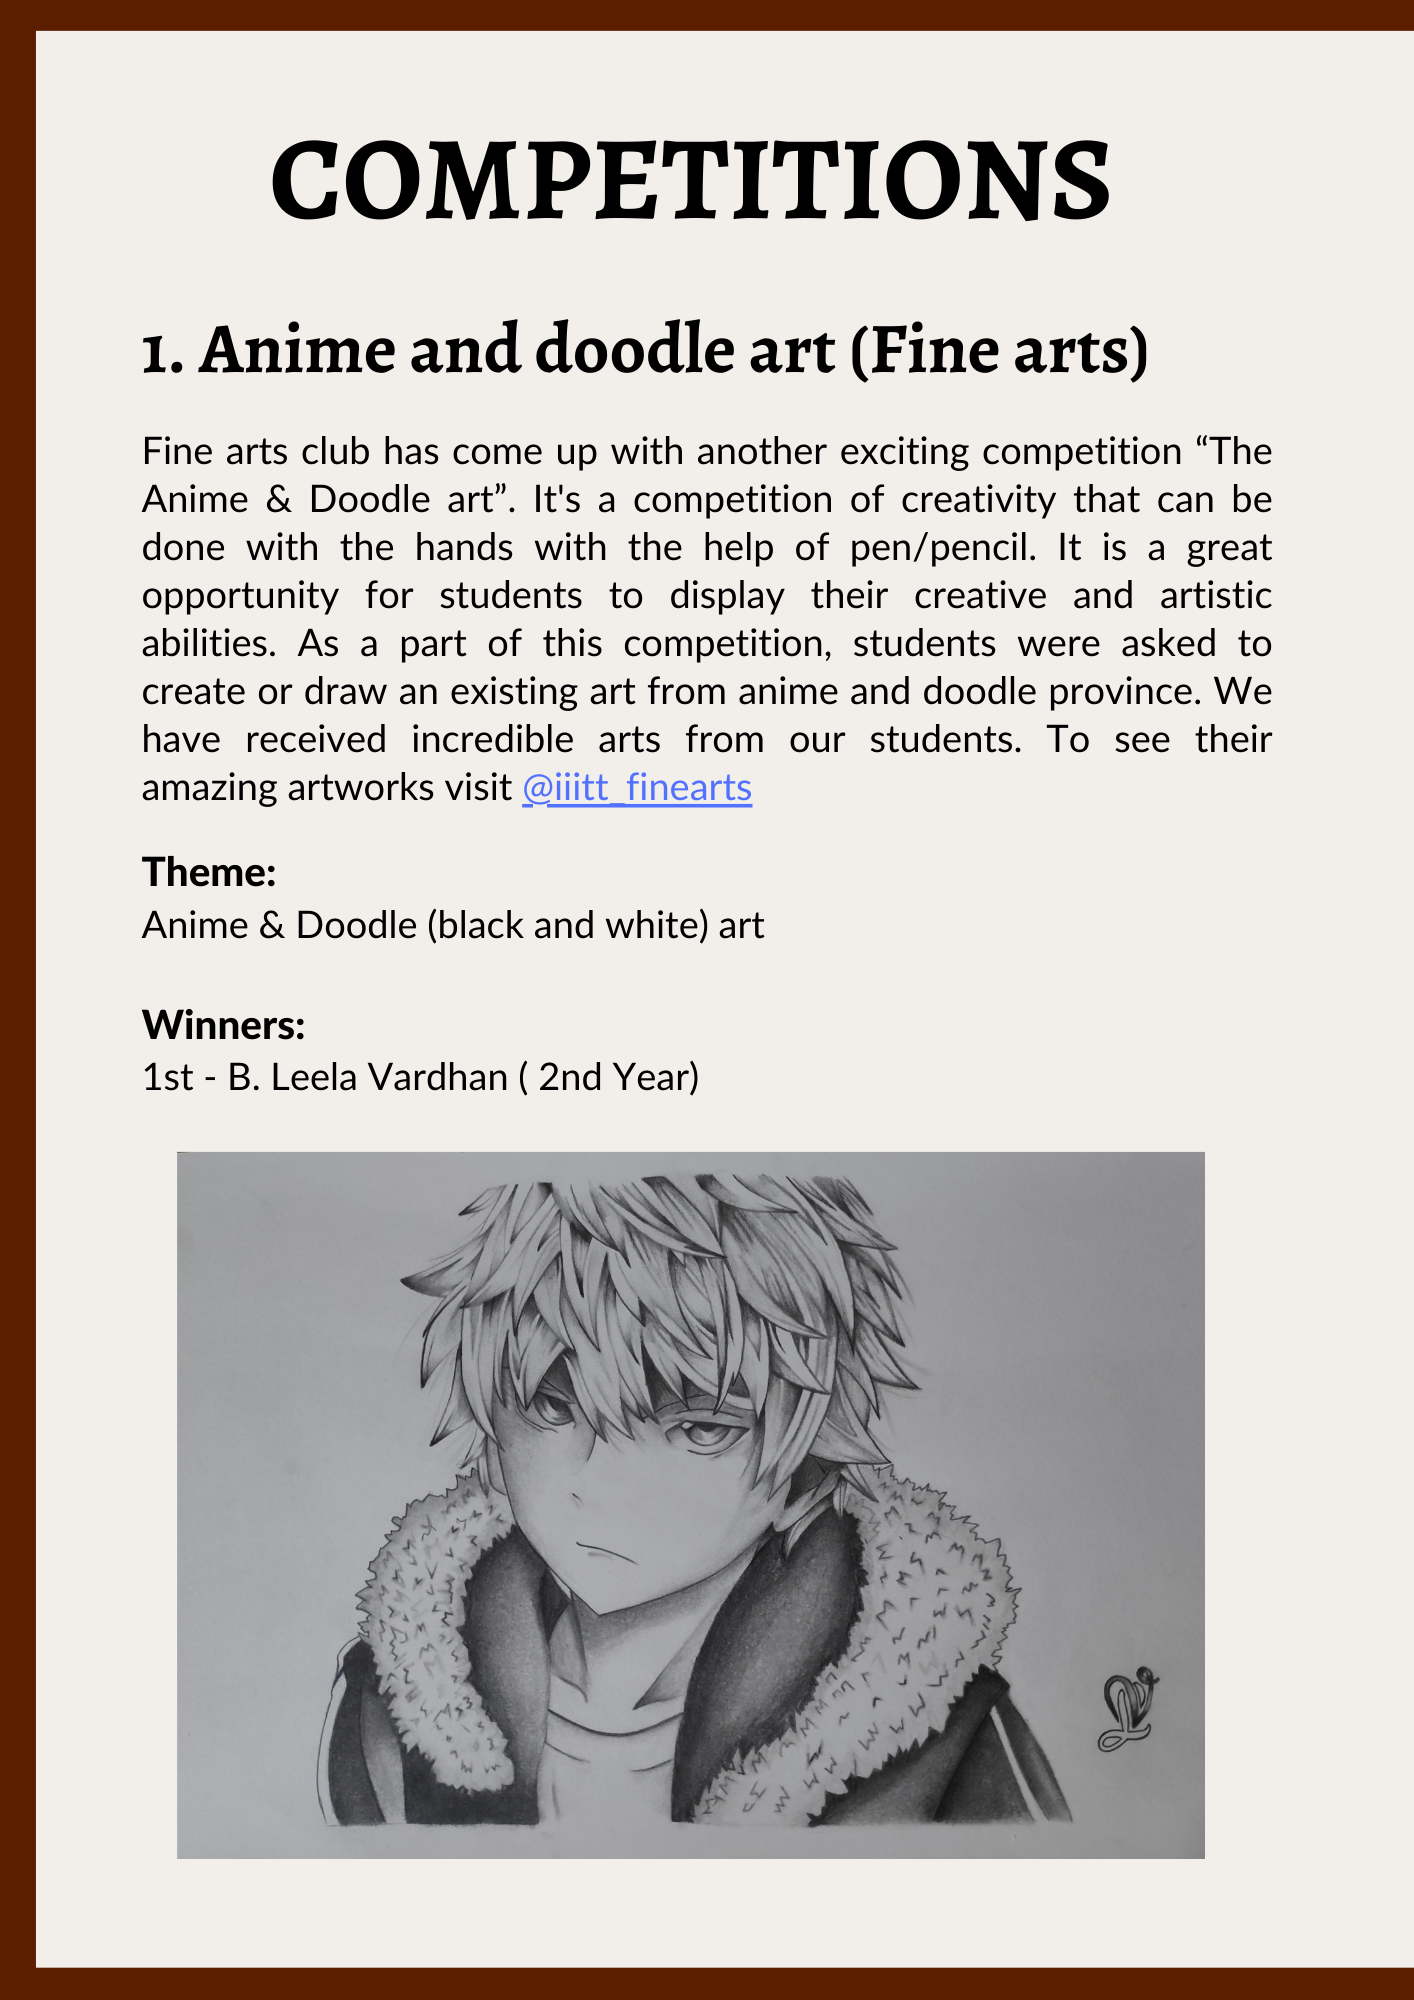 COMPETITIONS
1. Anime and doodle art (Fine arts)
Fine arts club has come up with another exciting competition “The
Anime & Doodle art”. It's a competition of creativity that can be
done with the hands with the help of pen/pencil. It is a great
opportunity for students to display their creative and artistic
abilities. As a part of this competition, students were asked to
create or draw an existing art from anime and doodle province. We
have received incredible arts from our students. To see their
amazing artworks visit @iiitt_finearts
Theme:
Anime & Doodle (black and white) art
Winners:
1st - B. Leela Vardhan ( 2nd Year)